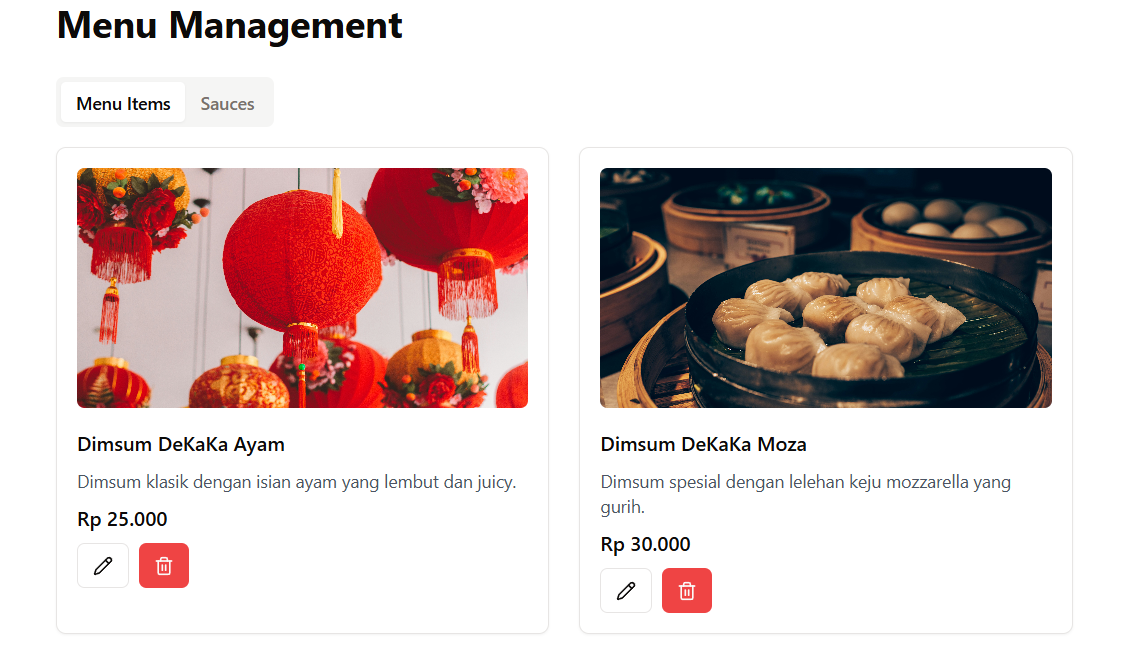 Menu Management
Menu Items
Sauces
Dimsum DeKaKa Ayam
Dimsum klasik dengan isian ayam yang lembut dan juicy.
Rp 25.000
Dimsum DeKaKa Moza
Dimsum spesial dengan lelehan keju mozzarella yang
gurih.
Rp 30.000